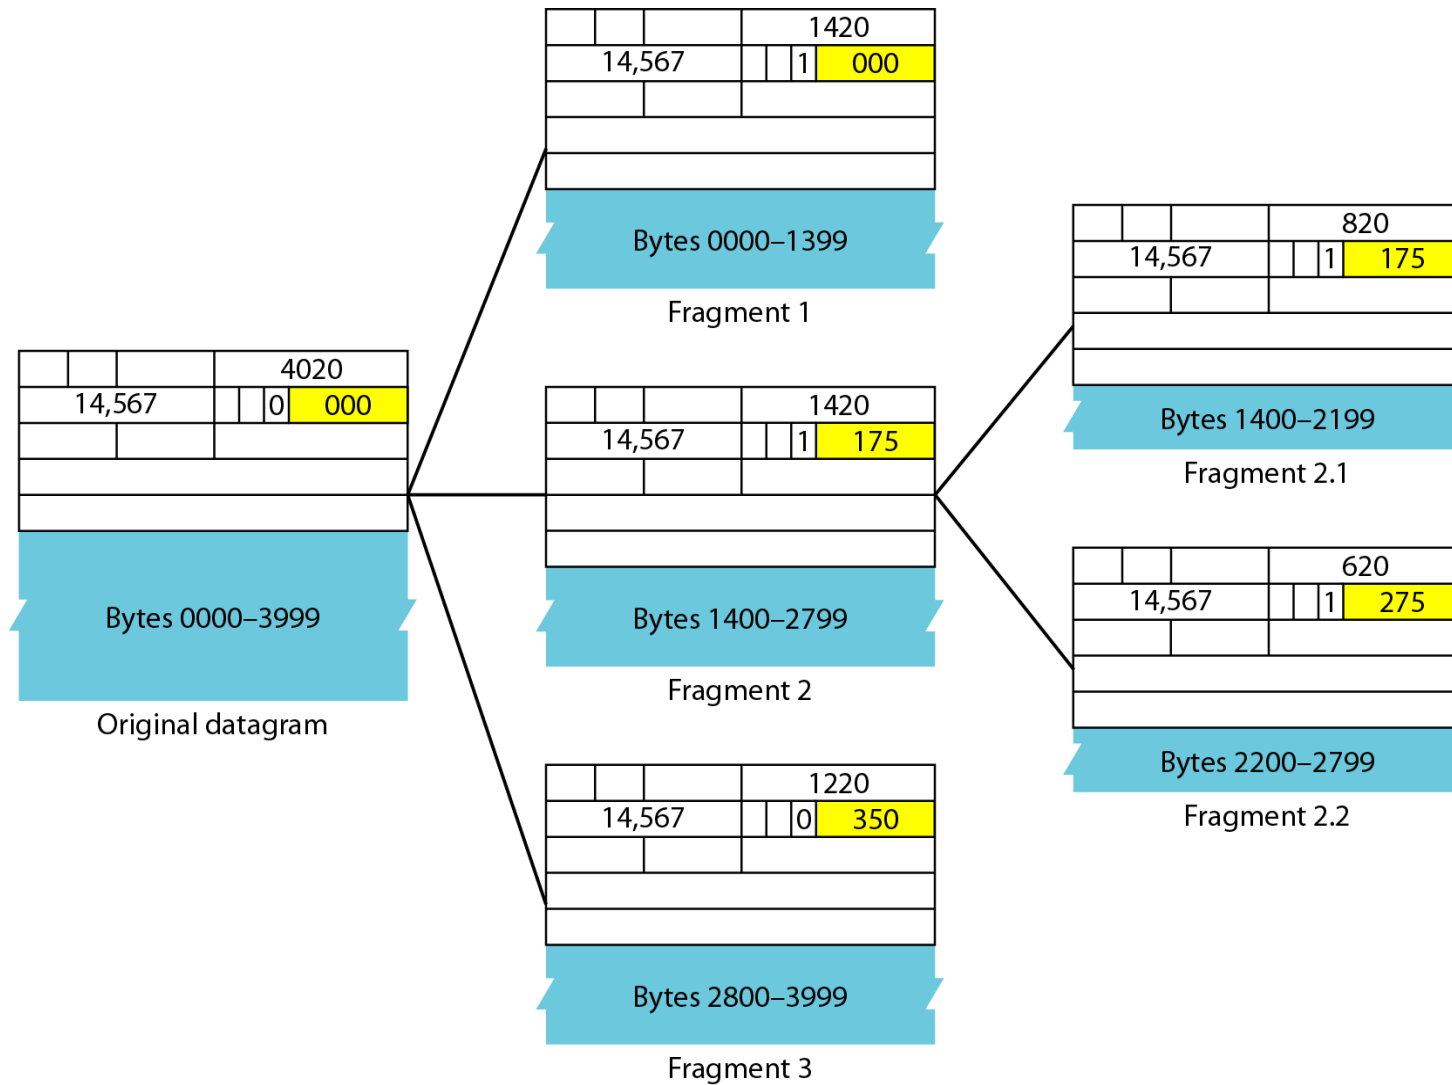 4020
14,567 0 000
Bytes 0000–3999
Original datagram
1420
14,567 1 000
Bytes 0000–1399
Fragment 1
1420
14,567 1 175
Bytes 1400–2799
Fragment 2
1220
14,567 0 350
Bytes 2800–3999
Fragment 3
820
14,567 1 175
Bytes 1400–2199
Fragment 2.1
620
14,567 1 275
Bytes 2200–2799
Fragment 2.2